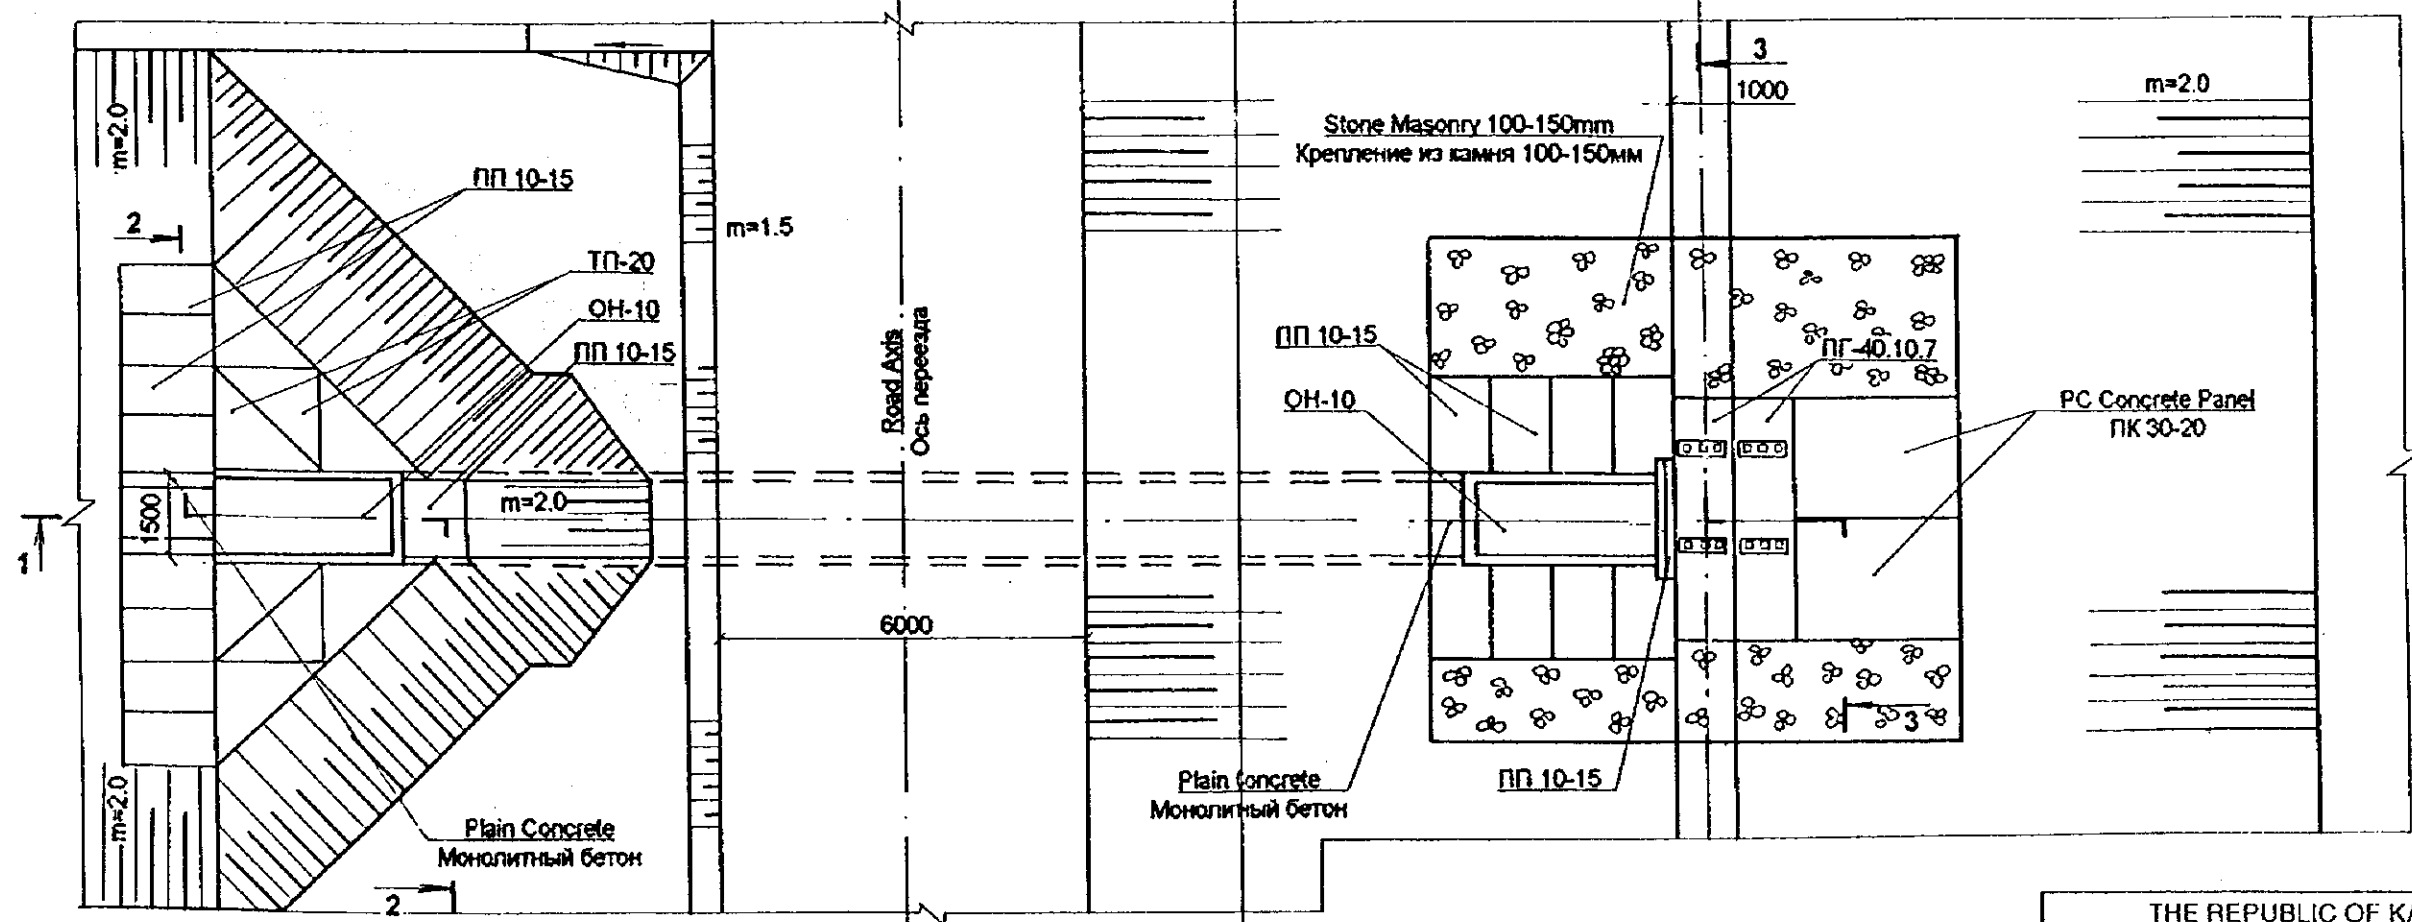 3
1000
m=2.0
Stone Masonry 100-150mm
Крепление из камня 100-150мм
m=2.0
ПП 10-15
2
m=1.5
ТП-20
ОН-10
ПП 10-15
Road Axis
Ось переезда
ПП 10-15
ПГ-40.10.7
ОН-10
PC Concrete Panel
ПК 30-20
m=2.0
1500
1
6000
3
Plain Concrete
Монолитный бетон
ПП 10-15
m=2.0
Plain Concrete
Монолитный бетон
2
THE REPUBLIC OF KA